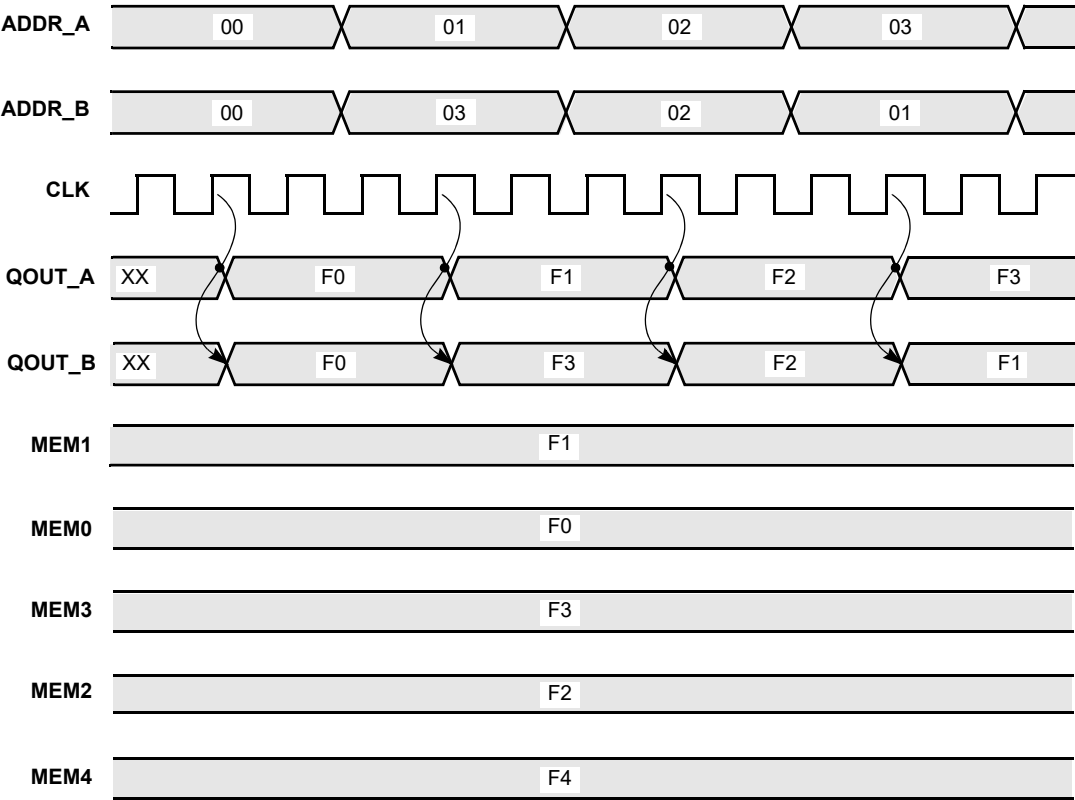 ADDR_A 00 01 02 03
ADDR_B 00 03 02 01
CLK
QOUT_A XX F0 F1 F2 F3
QOUT_B XX F0 F3 F2 F1
MEM1 F1
MEM0 F0
MEM3 F3
MEM2 F2
MEM4 F4